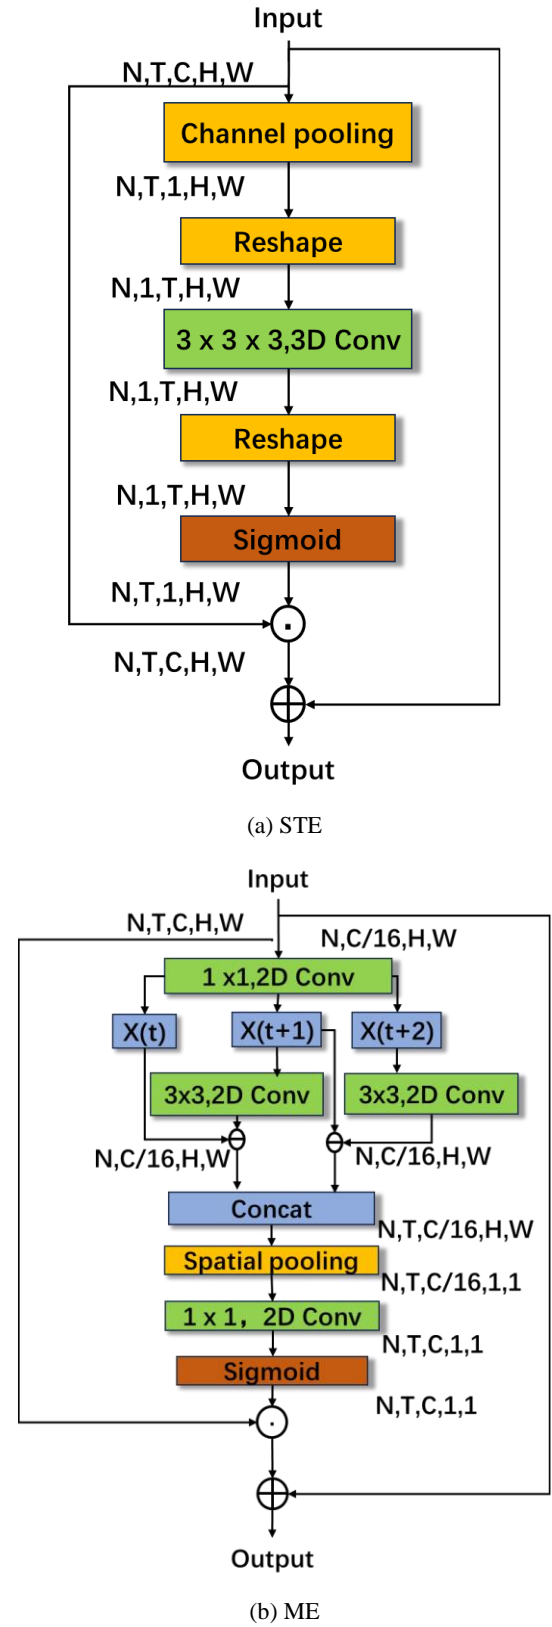 Input
N,T,C,H,W
Channel pooling
N,T,1,H,W
Reshape
N,1,T,H,W
3 x 3 x 3,3D Conv
N,1,T,H,W
Reshape
N,1,T,H,W
Sigmoid
N,T,1,H,W
N,T,C,H,W
Output
(a) STE
Input
N,T,C,H,W
N,C/16,H,W
1 x1,2D Conv
X(t)
X(t+1)
X(t+2)
3x3,2D Conv
3x3,2D Conv
N,C/16,H,W
N,C/16,H,W
Concat
N,T,C/16,H,W
Spatial pooling
N,T,C/16,1,1
1 x 1，2D Conv
N,T,C,1,1
Sigmoid
N,T,C,1,1
Output
(b) ME